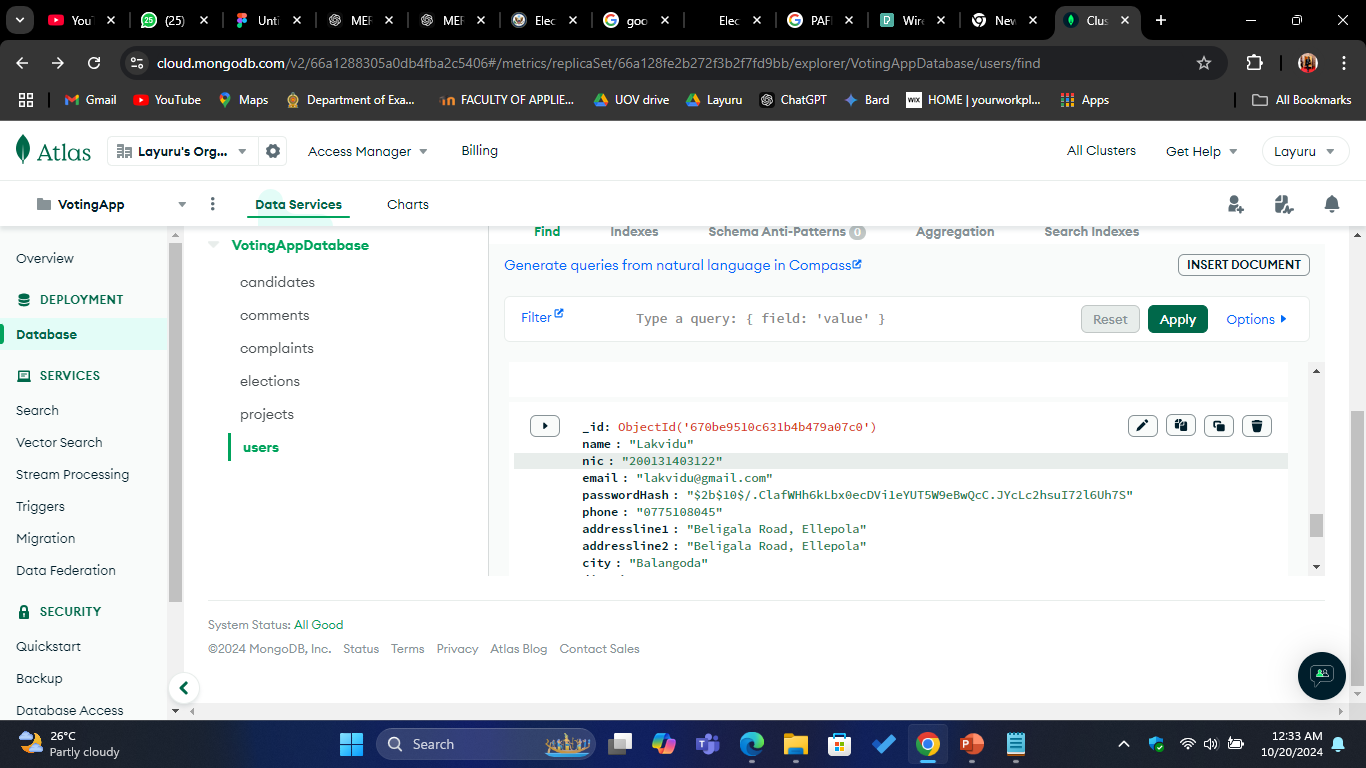 YouT
(25)
Unti
MEF
MEF
Elec
goo
Elec
PAF
Wire
New
Clus
cloud.mongodb.com/v2/66a1288305a0db4fba2c5406#/metrics/replicaSet/66a128fe2b272f3b2f7fd9bb/explorer/VotingAppDatabase/users/find
Gmail
YouTube
Maps
Department of Exa...
FACULTY OF APPLIE...
UOV drive
Layuru
ChatGPT
Bard
WIX
HOME | yourworkpl...
Apps
All Bookmarks
Atlas
Layuru's Org...
Access Manager
Billing
All Clusters
Get Help
Layuru
VotingApp
Data Services
Charts
Overview
DEPLOYMENT
Database
SERVICES
Search
Vector Search
Stream Processing
Triggers
Migration
Data Federation
SECURITY
Quickstart
Backup
Database Access
VotingAppDatabase
candidates
comments
complaints
elections
projects
users
Find
Indexes
Schema Anti-Patterns 0
Aggregation
Search Indexes
Generate queries from natural language in Compass
INSERT DOCUMENT
Filter
Type a query: { field: 'value' }
Reset
Apply
Options
_id: ObjectId('670be9510c631b4b479a07c0')
name : "Lakvidu"
nic : "200131403122"
email : "lakvidu@gmail.com"
passwordHash : "$2b$10$/.ClafWHh6kLbx0ecDVi1eYUT5W9eBwQcC.JYcLc2hsuI72l6Uh7S"
phone : "0775108045"
addressline1 : "Beligala Road, Ellepola"
addressline2 : "Beligala Road, Ellepola"
city : "Balangoda"
System Status: All Good
©2024 MongoDB, Inc.
Status
Terms
Privacy
Atlas Blog
Contact Sales
26°C
Partly cloudy
Search
12:33 AM
10/20/2024